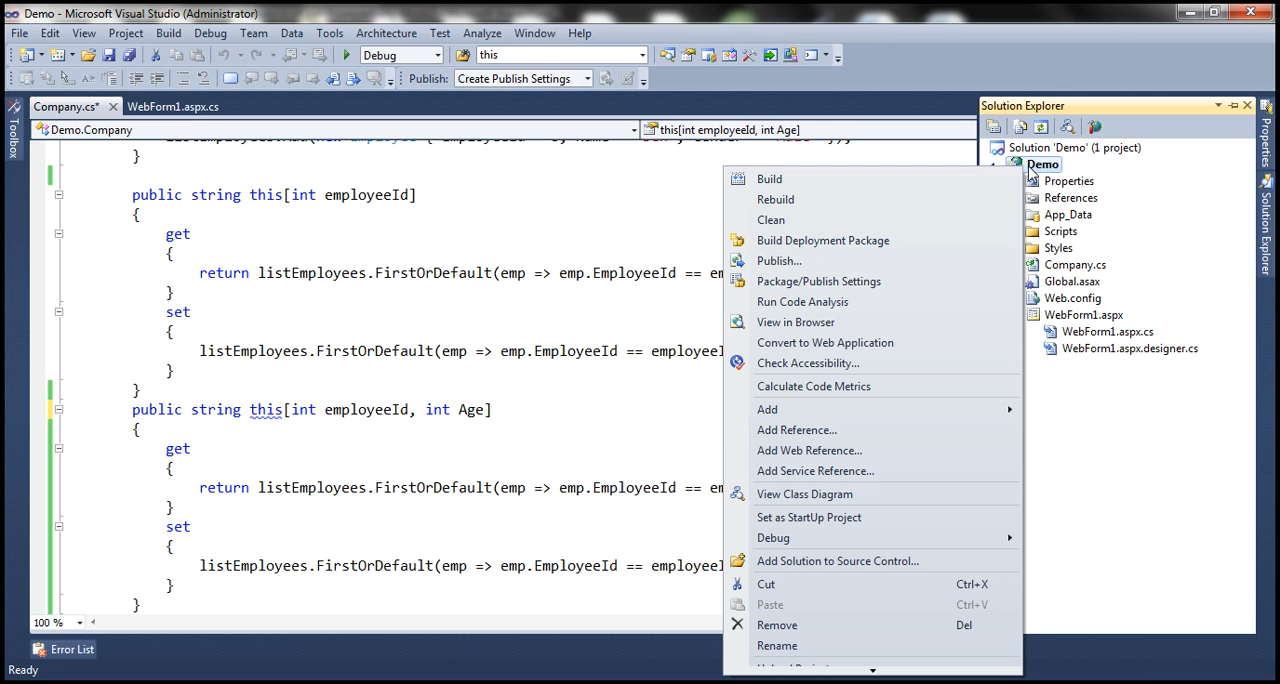 Demo - Microsoft Visual Studio (Administrator)
File Edit View Project Build Debug Team Data Tools Architecture Test Analyze Window Help
Debug this
Publish: Create Publish Settings
Company.cs* WebForm1.aspx.cs
Demo.Company this[int employeeId, int Age]
}
public string this[int employeeId]
{
get
{
return listEmployees.FirstOrDefault(emp => emp.EmployeeId == em
}
set
{
listEmployees.FirstOrDefault(emp => emp.EmployeeId == employeeI
}
}
public string this[int employeeId, int Age]
{
get
{
return listEmployees.FirstOrDefault(emp => emp.EmployeeId == em
}
set
{
listEmployees.FirstOrDefault(emp => emp.EmployeeId == employeeI
}
}
100 %
Error List
Ready
Toolbox
Build
Rebuild
Clean
Build Deployment Package
Publish...
Package/Publish Settings
Run Code Analysis
View in Browser
Convert to Web Application
Check Accessibility...
Calculate Code Metrics
Add
Add Reference...
Add Web Reference...
Add Service Reference...
View Class Diagram
Set as StartUp Project
Debug
Add Solution to Source Control...
Cut Ctrl+X
Paste Ctrl+V
Remove Del
Rename
Solution Explorer
Solution 'Demo' (1 project)
Demo
Properties
References
App_Data
Scripts
Styles
Company.cs
Global.asax
Web.config
WebForm1.aspx
WebForm1.aspx.cs
WebForm1.aspx.designer.cs
Properties
Solution Explorer